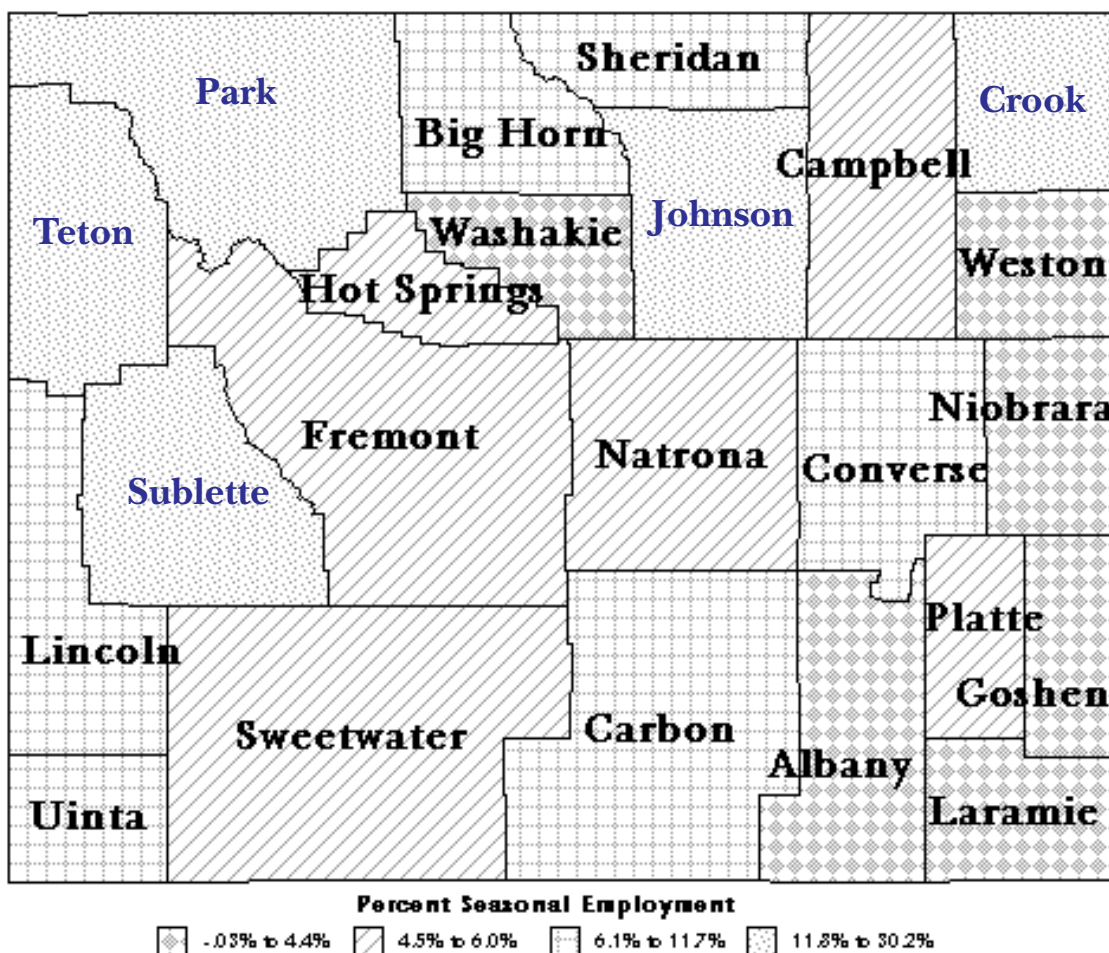 Sheridan
Park
Crook
Big Horn
Campbell
Teton
Johnson
Washakie
Weston
Hot Springs
Niobrara
Fremont
Natrona
Converse
Sublette
Platte
Lincoln
Goshen
Sweetwater
Carbon
Albany
Uinta
Laramie
Percent Seasonal Employment
-.03% to 4.4% 4.5% to 6.0% 6.1% to 11.7% 11.8% to 30.2%